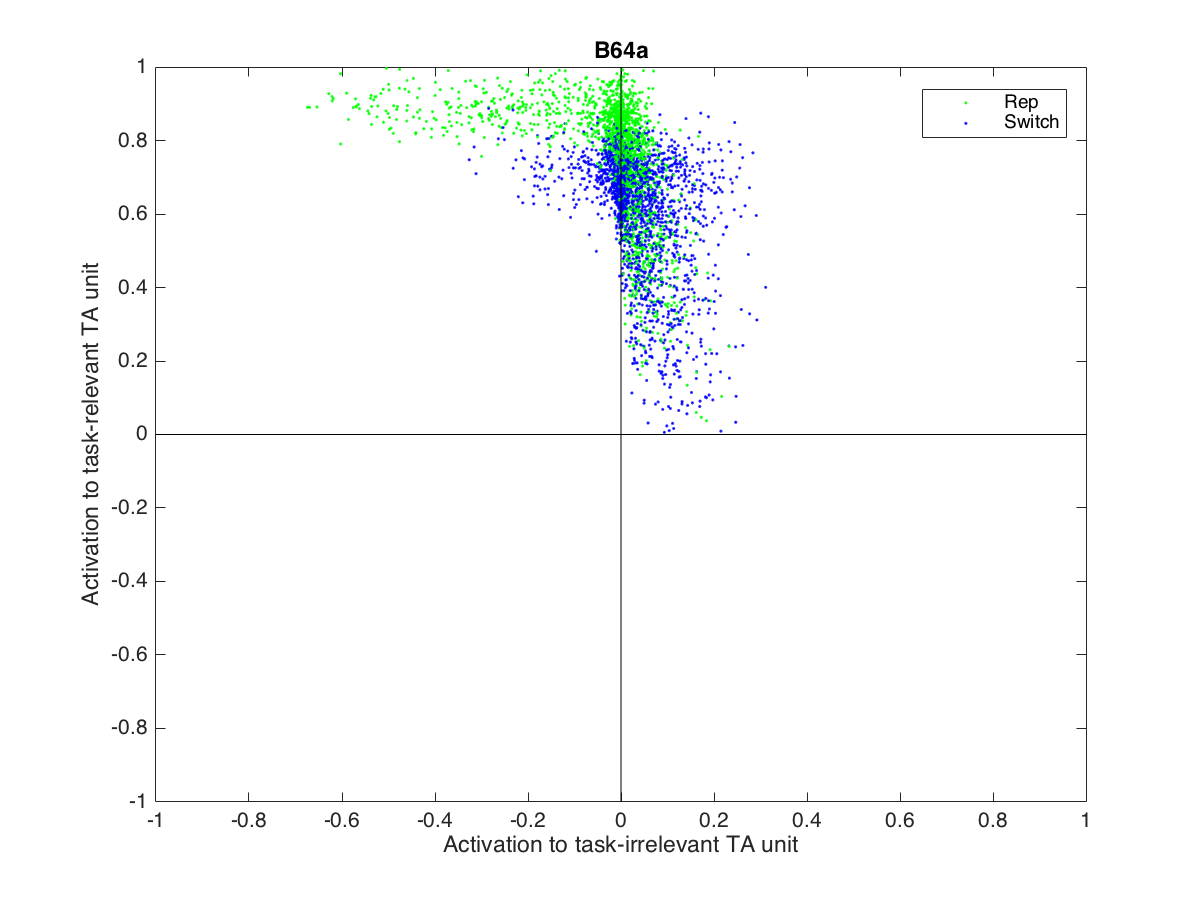 B64a
Rep
Switch
1
0.8
0.6
0.4
0.2
0
-0.2
-0.4
-0.6
-0.8
-1
Activation to task-relevant TA unit
-1 -0.8 -0.6 -0.4 -0.2 0 0.2 0.4 0.6 0.8 1
Activation to task-irrelevant TA unit